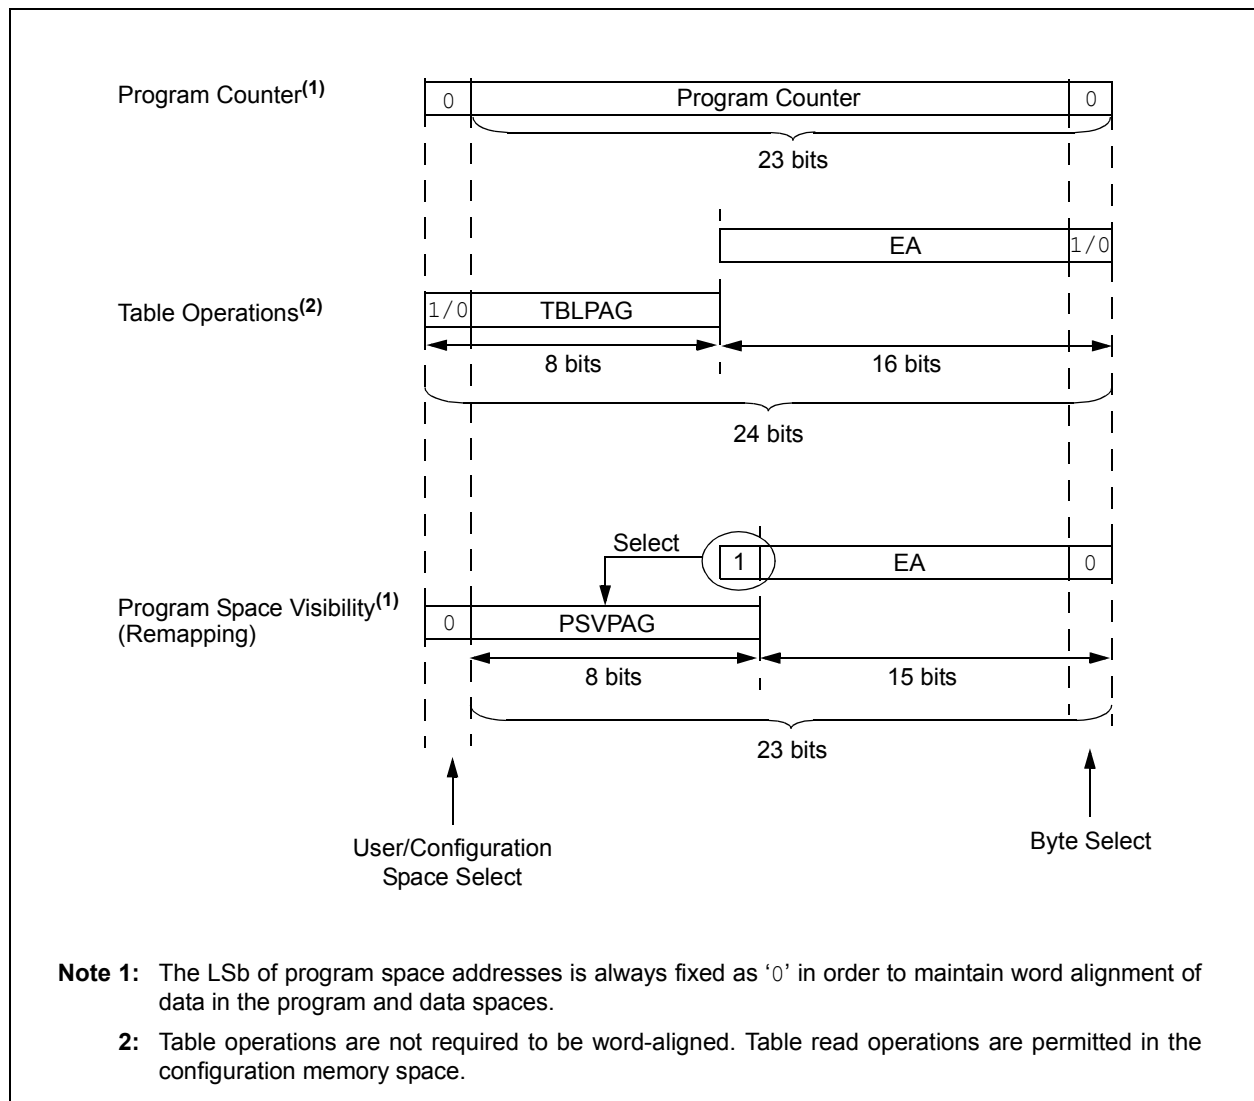 Program Counter(1)
0
Program Counter
0
23 bits
EA
1/0
Table Operations(2)
1/0
TBLPAG
8 bits
16 bits
24 bits
Select
1
EA
0
Program Space Visibility(1)
(Remapping)
0
PSVPAG
8 bits
15 bits
23 bits
User/Configuration
Space Select
Byte Select
Note 1: The LSb of program space addresses is always fixed as ‘0’ in order to maintain word alignment of
data in the program and data spaces.
2: Table operations are not required to be word-aligned. Table read operations are permitted in the
configuration memory space.